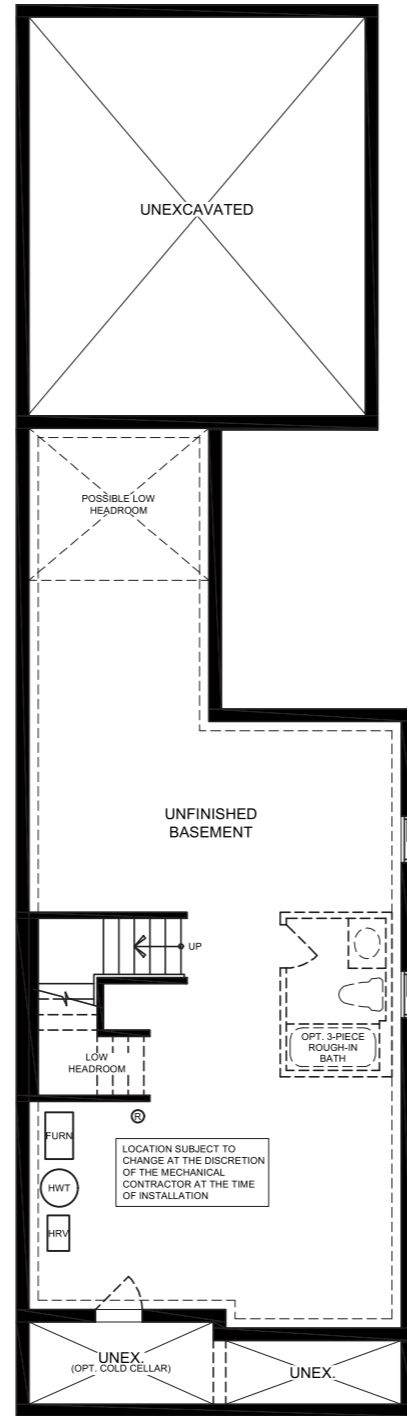 UNEXCAVATED
POSSIBLE LOW
HEADROOM
UNFINISHED
BASEMENT
UP
OPT. 3-PIECE
ROUGH-IN
BATH
LOW
HEADROOM
R
FURN
HWT
HRV
LOCATION SUBJECT TO
CHANGE AT THE DISCRETION
OF THE MECHANICAL
CONTRACTOR AT THE TIME
OF INSTALLATION
UNEX.
(OPT. COLD CELLAR)
UNEX.